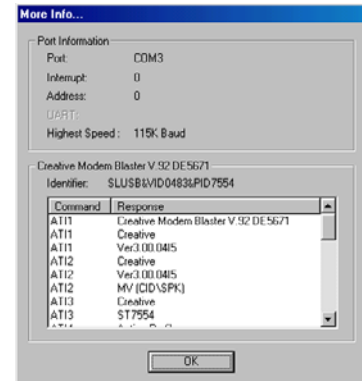 More Info...
Port Information
Port: COM3
Interrupt: 0
Address: 0
UART:
Highest Speed : 115K Baud
Creative Modem Blaster V.92 DE5671
Identifier: SLUSB&VID0483&PID7554
Command Response
ATI1 Creative Modem Blaster V.92 DE5671
ATI1 Creative
ATI1 Ver3.00.04I5
ATI2 Creative
ATI2 Ver3.00.04I5
ATI2 MV (CID\SPK)
ATI3 Creative
ATI3 ST7554
OK